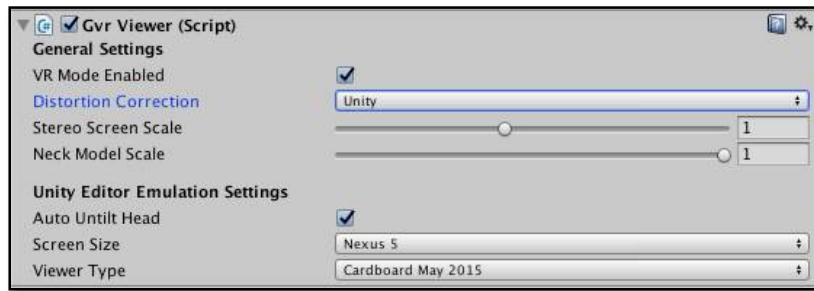 Gvr Viewer (Script)
General Settings
VR Mode Enabled
Distortion Correction Unity
Stereo Screen Scale 1
Neck Model Scale 1
Unity Editor Emulation Settings
Auto Untilt Head
Screen Size Nexus 5
Viewer Type Cardboard May 2015